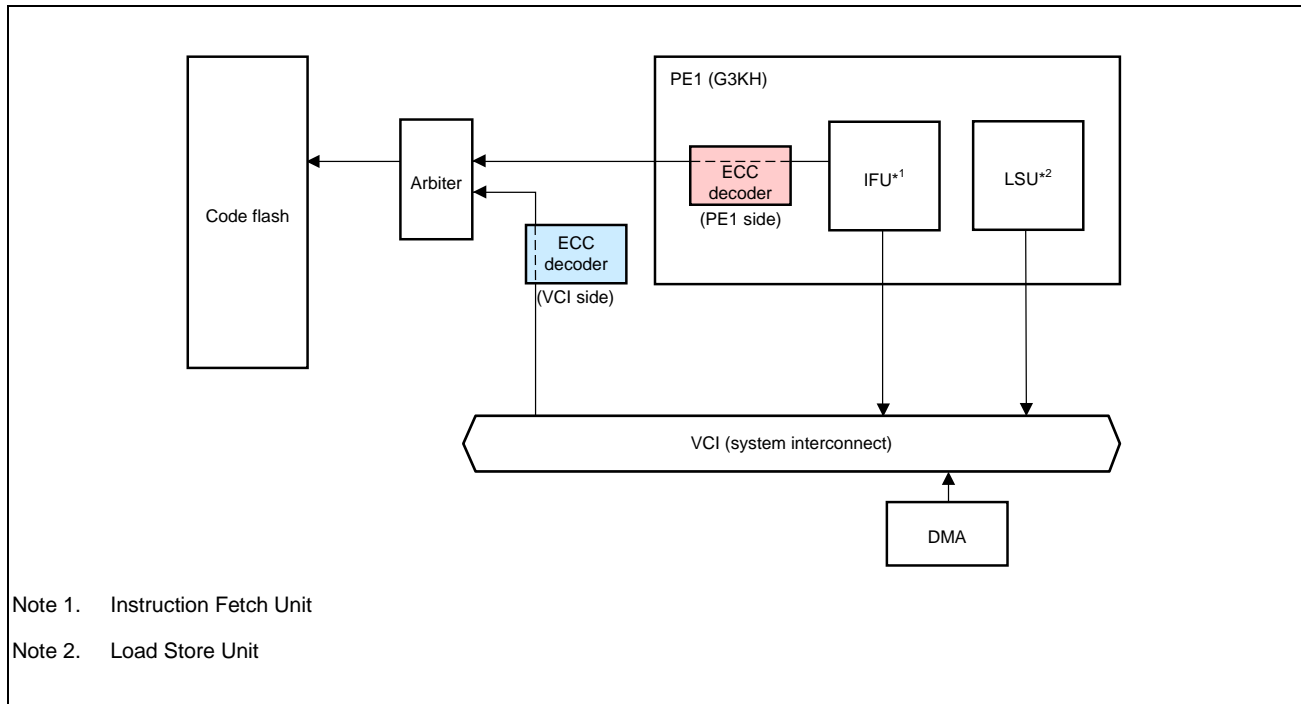 PE1 (G3KH)
Code flash
Arbiter
ECC
decoder
(PE1 side)
IFU*1
LSU*2
ECC
decoder
(VCI side)
VCI (system interconnect)
DMA
Note 1. Instruction Fetch Unit
Note 2. Load Store Unit